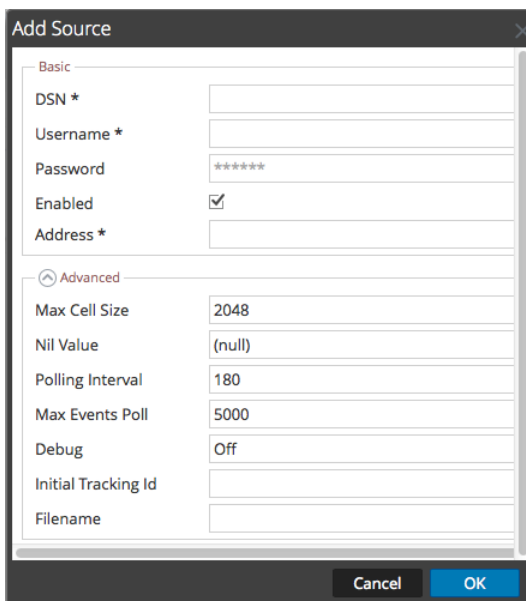 Add Source
Basic
DSN *
Username *
Password ******
Enabled
Address *
Advanced
Max Cell Size 2048
Nil Value (null)
Polling Interval 180
Max Events Poll 5000
Debug Off
Initial Tracking Id
Filename
Cancel OK